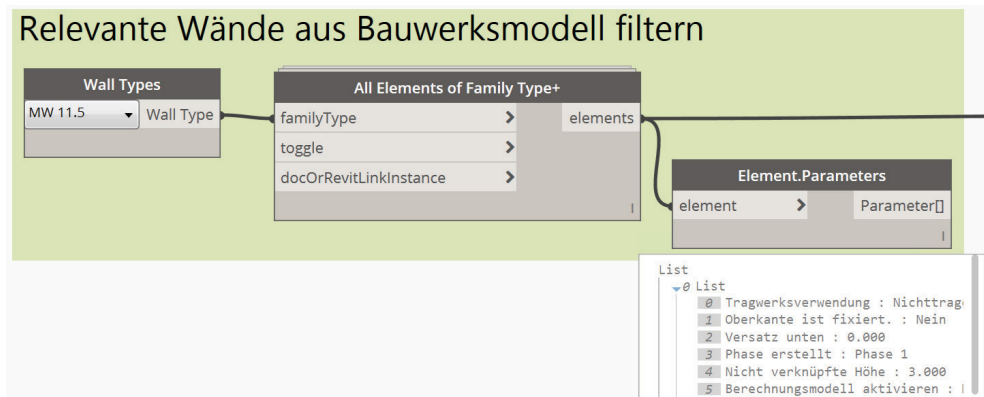 Relevante Wände aus Bauwerksmodell filtern
Wall Types
MW 11.5 Wall Type
All Elements of Family Type+
familyType > elements
toggle >
docOrRevitLinkInstance >
Element.Parameters
element > Parameter[]
List
0 List
0 Tragwerksverwendung : Nichttrag
1 Oberkante ist fixiert. : Nein
2 Versatz unten : 0.000
3 Phase erstellt : Phase 1
4 Nicht verknüpfte Höhe : 3.000
5 Berechnungsmodell aktivieren :